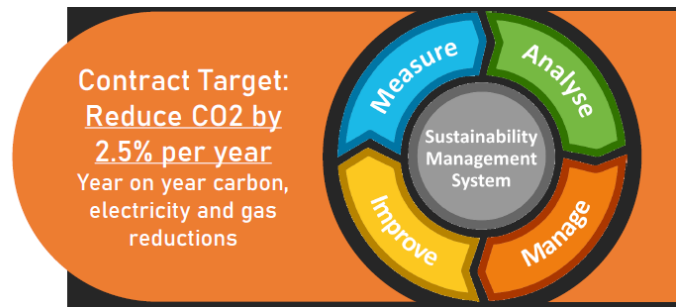 Contract Target:
Reduce CO2 by
2.5% per year
Year on year carbon,
electricity and gas
reductions
Measure
Analyse
Sustainability
Management
System
Improve
Manage